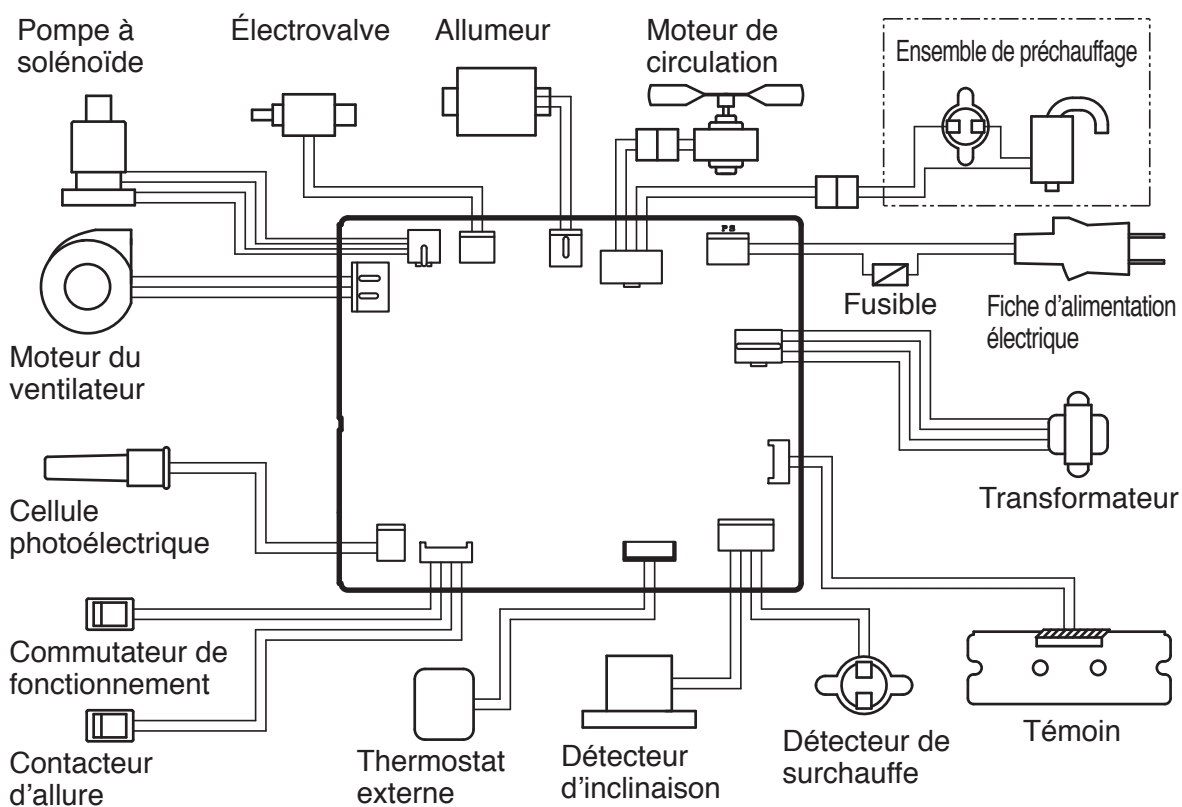 Pompe à
solénoïde
Électrovalve
Allumeur
Moteur de
circulation
Ensemble de préchauffage
PS
Fusible
Fiche d'alimentation
électrique
Moteur du
ventilateur
Transformateur
Cellule
photoélectrique
Commutateur de
fonctionnement
Contacteur
d'allure
Thermostat
externe
Détecteur
d'inclinaison
Détecteur de
surchauffe
Témoin